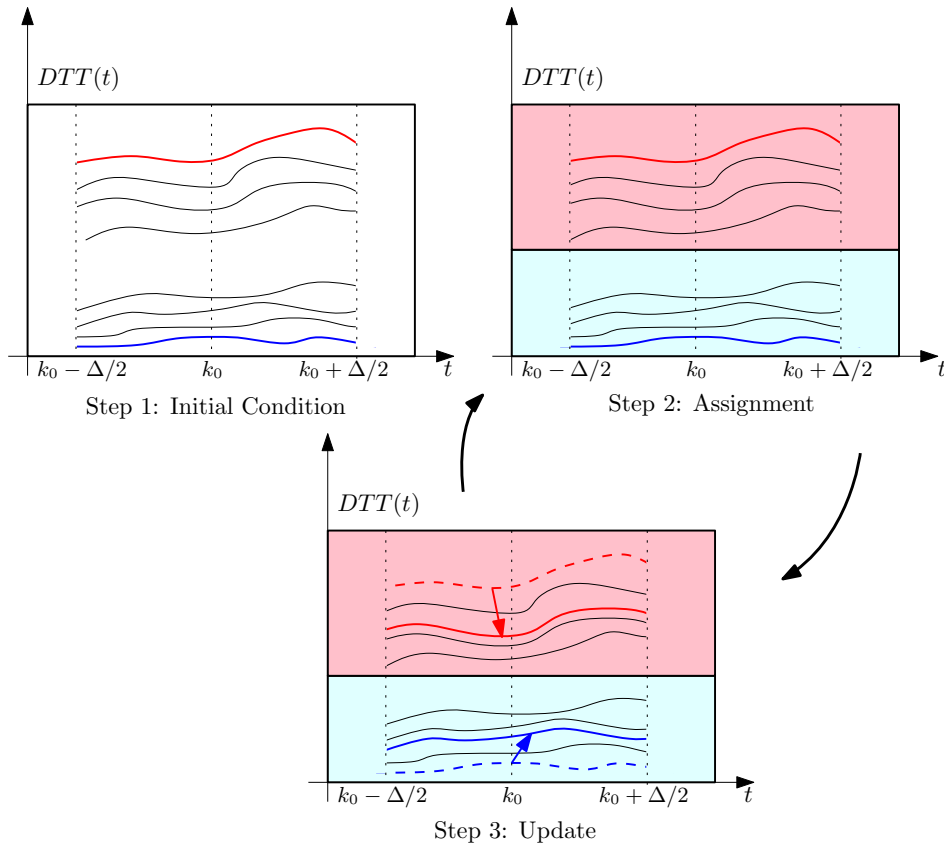 DTT(t)
k₀ − Δ/2
k₀
k₀ + Δ/2
t
Step 1: Initial Condition
DTT(t)
k₀ − Δ/2
k₀
k₀ + Δ/2
t
Step 2: Assignment
DTT(t)
k₀ − Δ/2
k₀
k₀ + Δ/2
t
Step 3: Update